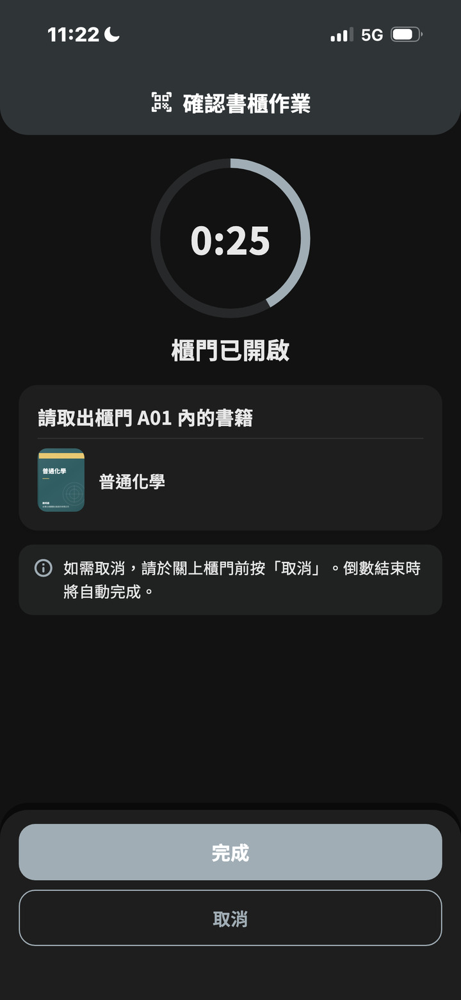 11:22
5G
確認書櫃作業
0:25
櫃門已開啟
請取出櫃門 A01 內的書籍
普通化學
普通化學
如需取消，請於關上櫃門前按「取消」。倒數結束時
將自動完成。
完成
取消